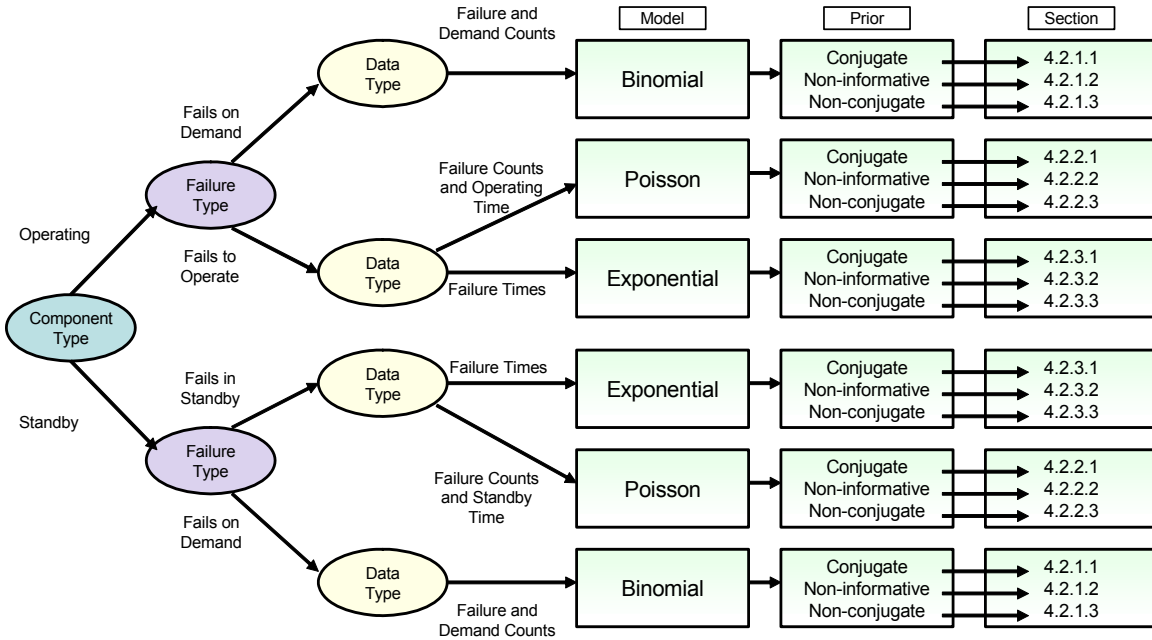 Failure and
Demand Counts
Model
Prior
Section
Data
Type
Binomial
Conjugate
Non-informative
Non-conjugate
4.2.1.1
4.2.1.2
4.2.1.3
Fails on
Demand
Failure
Type
Failure Counts
and Operating
Time
Poisson
Conjugate
Non-informative
Non-conjugate
4.2.2.1
4.2.2.2
4.2.2.3
Operating
Fails to
Operate
Data
Type
Failure Times
Exponential
Conjugate
Non-informative
Non-conjugate
4.2.3.1
4.2.3.2
4.2.3.3
Component
Type
Standby
Fails in
Standby
Data
Type
Failure Times
Exponential
Conjugate
Non-informative
Non-conjugate
4.2.3.1
4.2.3.2
4.2.3.3
Failure
Type
Failure Counts
and Standby
Time
Poisson
Conjugate
Non-informative
Non-conjugate
4.2.2.1
4.2.2.2
4.2.2.3
Fails on
Demand
Data
Type
Failure and
Demand Counts
Binomial
Conjugate
Non-informative
Non-conjugate
4.2.1.1
4.2.1.2
4.2.1.3